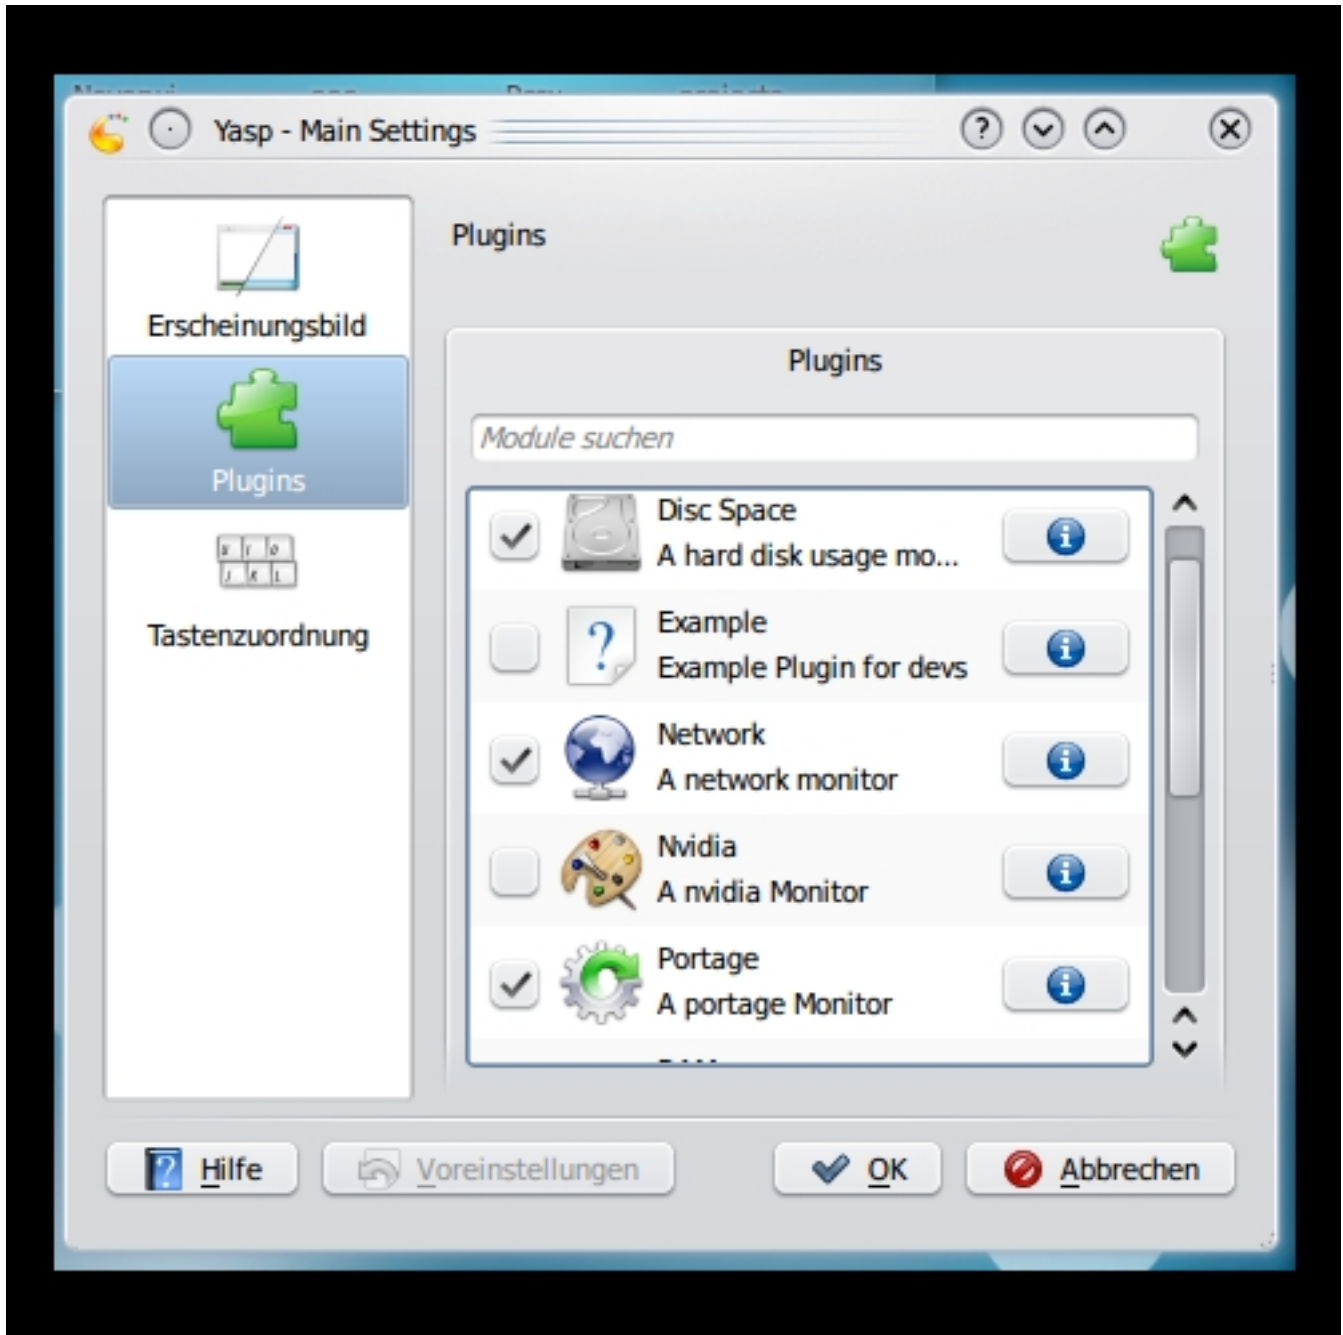 Yasp - Main Settings
Erscheinungsbild
Plugins
Tastenzuordnung
Plugins
Plugins
Module suchen
Disc Space
A hard disk usage mo...
Example
Example Plugin for devs
Network
A network monitor
Nvidia
A nvidia Monitor
Portage
A portage Monitor
Hilfe
Voreinstellungen
OK
Abbrechen